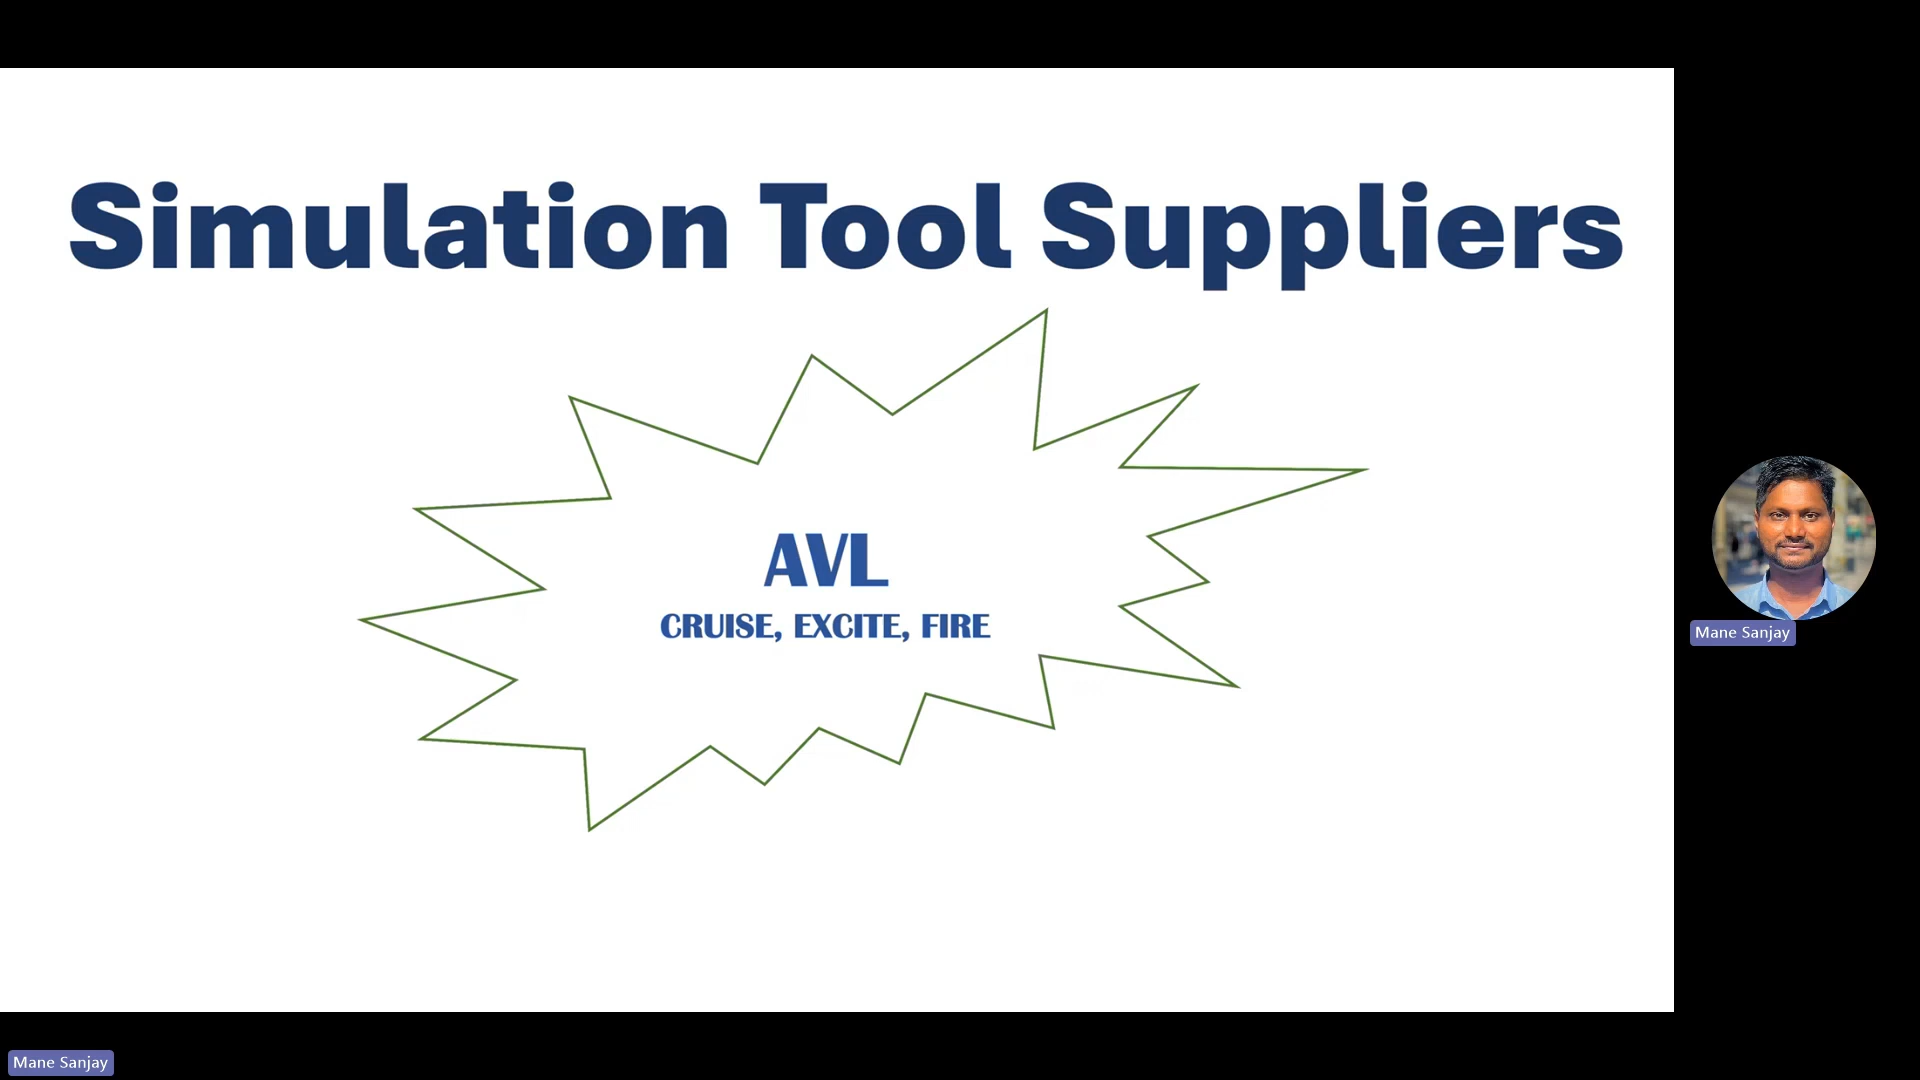 Simulation Tool Suppliers
AVL
CRUISE, EXCITE, FIRE
Mane Sanjay
Mane Sanjay